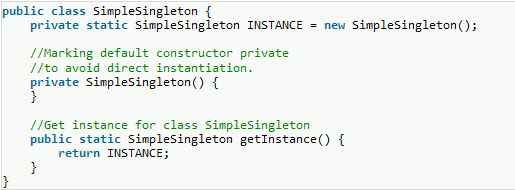 public class SimpleSingleton {
    private static SimpleSingleton INSTANCE = new SimpleSingleton();
    //Marking default constructor private
    //to avoid direct instantiation.
    private SimpleSingleton() {
    }
    //Get instance for class SimpleSingleton
    public static SimpleSingleton getInstance() {
        return INSTANCE;
    }
}